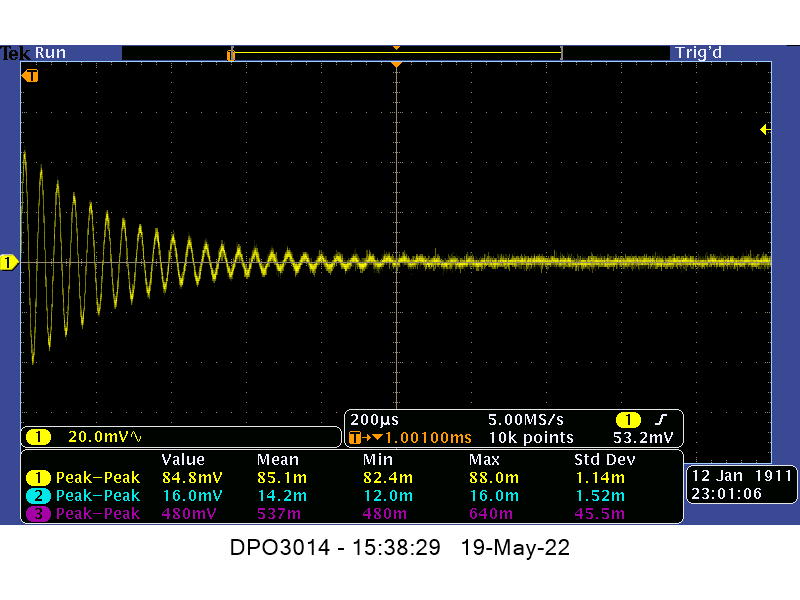 Tek Run Trig'd
T
T
1
200µs 5.00MS/s 1
1 20.0mV∿ T→▼1.00100ms 10k points 53.2mV
Value Mean Min Max Std Dev
1 Peak–Peak 84.8mV 85.1m 82.4m 88.0m 1.14m
2 Peak–Peak 16.0mV 14.2m 12.0m 16.0m 1.52m
3 Peak–Peak 480mV 537m 480m 640m 45.5m
12 Jan 1911
23:01:06
DPO3014 - 15:38:29 19-May-22